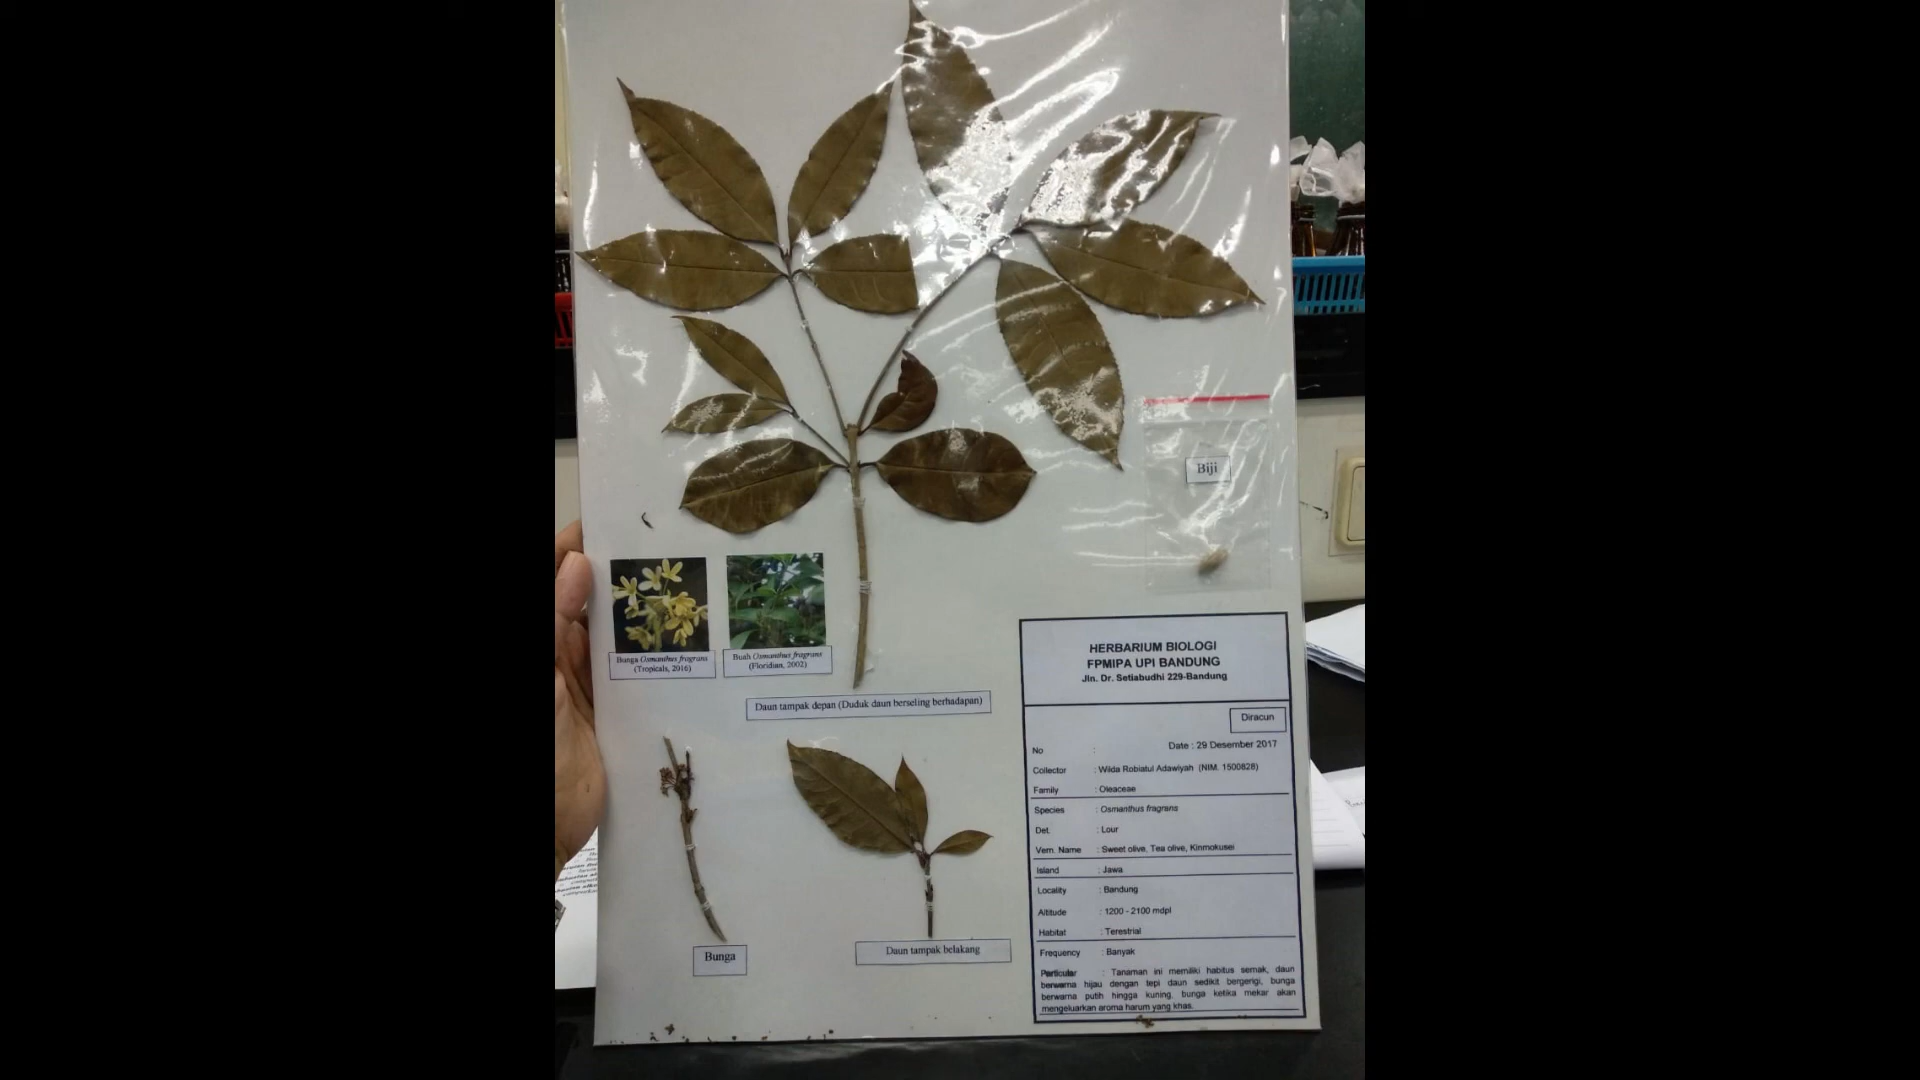 Biji
Bunga Osmanthus fragrans
(Tropicals, 2016)
Buah Osmanthus fragrans
(Floridian, 2002)
Daun tampak depan (Duduk daun berseling berhadapan)
Bunga
Daun tampak belakang
HERBARIUM BIOLOGI
FPMIPA UPI BANDUNG
Jln. Dr. Setiabudhi 229-Bandung
Diracun
No :
Date : 29 Desember 2017
Collector : Wilda Robiatul Adawiyah (NIM. 1500828)
Family : Oleaceae
Species : Osmanthus fragrans
Det. : Lour
Vern. Name : Sweet olive, Tea olive, Kinmokusei
Island : Jawa
Locality : Bandung
Altitude : 1200 - 2100 mdpl
Habitat : Terestrial
Frequency : Banyak
Particular : Tanaman ini memiliki habitus semak, daun
berwarna hijau dengan tepi daun sedikit bergerigi, bunga
berwarna putih hingga kuning, bunga ketika mekar akan
mengeluarkan aroma harum yang khas.